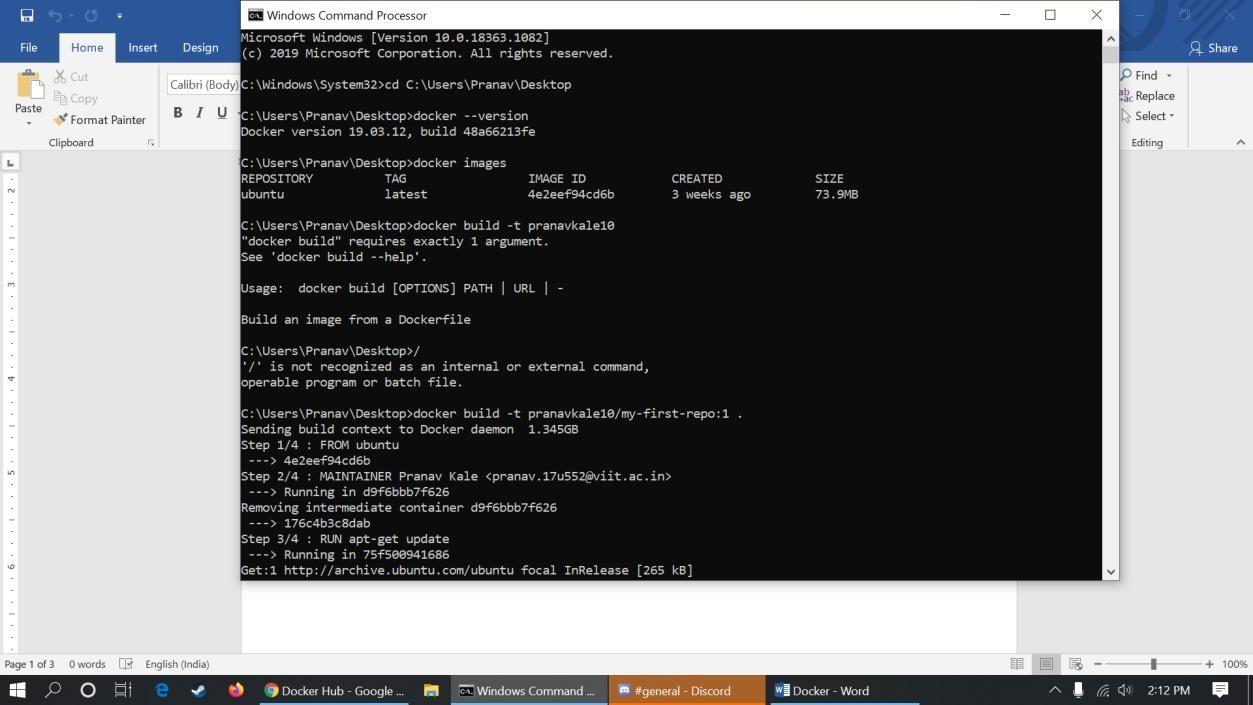 Windows Command Processor
File Home Insert Design
Share
Cut
Copy
Paste
Format Painter
Clipboard
Calibri (Body)
B I U
Find
Replace
Select
Editing
Microsoft Windows [Version 10.0.18363.1082]
(c) 2019 Microsoft Corporation. All rights reserved.
C:\Windows\System32>cd C:\Users\Pranav\Desktop
C:\Users\Pranav\Desktop>docker --version
Docker version 19.03.12, build 48a66213fe
C:\Users\Pranav\Desktop>docker images
REPOSITORY TAG IMAGE ID CREATED SIZE
ubuntu latest 4e2eef94cd6b 3 weeks ago 73.9MB
C:\Users\Pranav\Desktop>docker build -t pranavkale10
"docker build" requires exactly 1 argument.
See 'docker build --help'.
Usage:  docker build [OPTIONS] PATH | URL | -
Build an image from a Dockerfile
C:\Users\Pranav\Desktop>/
'/' is not recognized as an internal or external command,
operable program or batch file.
C:\Users\Pranav\Desktop>docker build -t pranavkale10/my-first-repo:1 .
Sending build context to Docker daemon  1.345GB
Step 1/4 : FROM ubuntu
 ---> 4e2eef94cd6b
Step 2/4 : MAINTAINER Pranav Kale <pranav.17u552@viit.ac.in>
 ---> Running in d9f6bbb7f626
Removing intermediate container d9f6bbb7f626
 ---> 176c4b3c8dab
Step 3/4 : RUN apt-get update
 ---> Running in 75f500941686
Get:1 http://archive.ubuntu.com/ubuntu focal InRelease [265 kB]
2
3
4
5
6
Page 1 of 3 0 words English (India) 100%
Docker Hub - Google ... Windows Command ... #general - Discord Docker - Word 2:12 PM